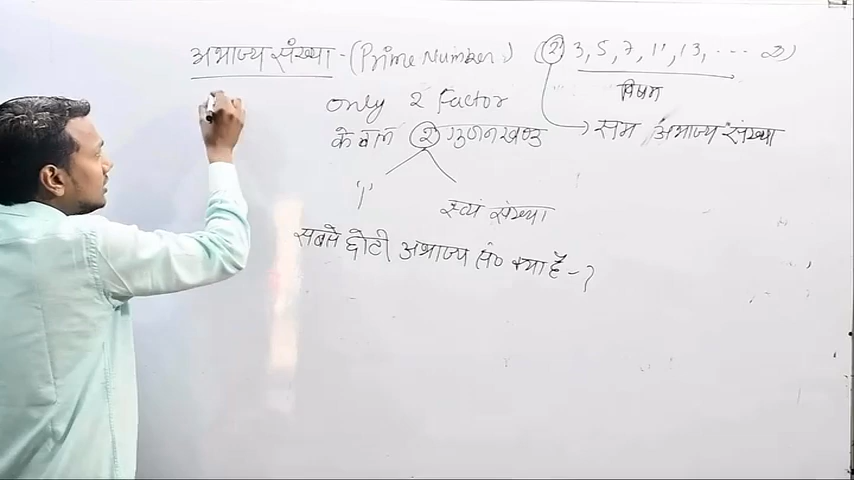 अभाज्य संख्या - (Prime Number) (2) 3, 5, 7, 11, 13, ... ∞)
विषम
only 2 Factor
के वल (2) गुणनखण्ड
सम अभाज्य संख्या
'1' स्वयं संख्या
सबसे छोटी अभाज्य सं० क्या है - ?